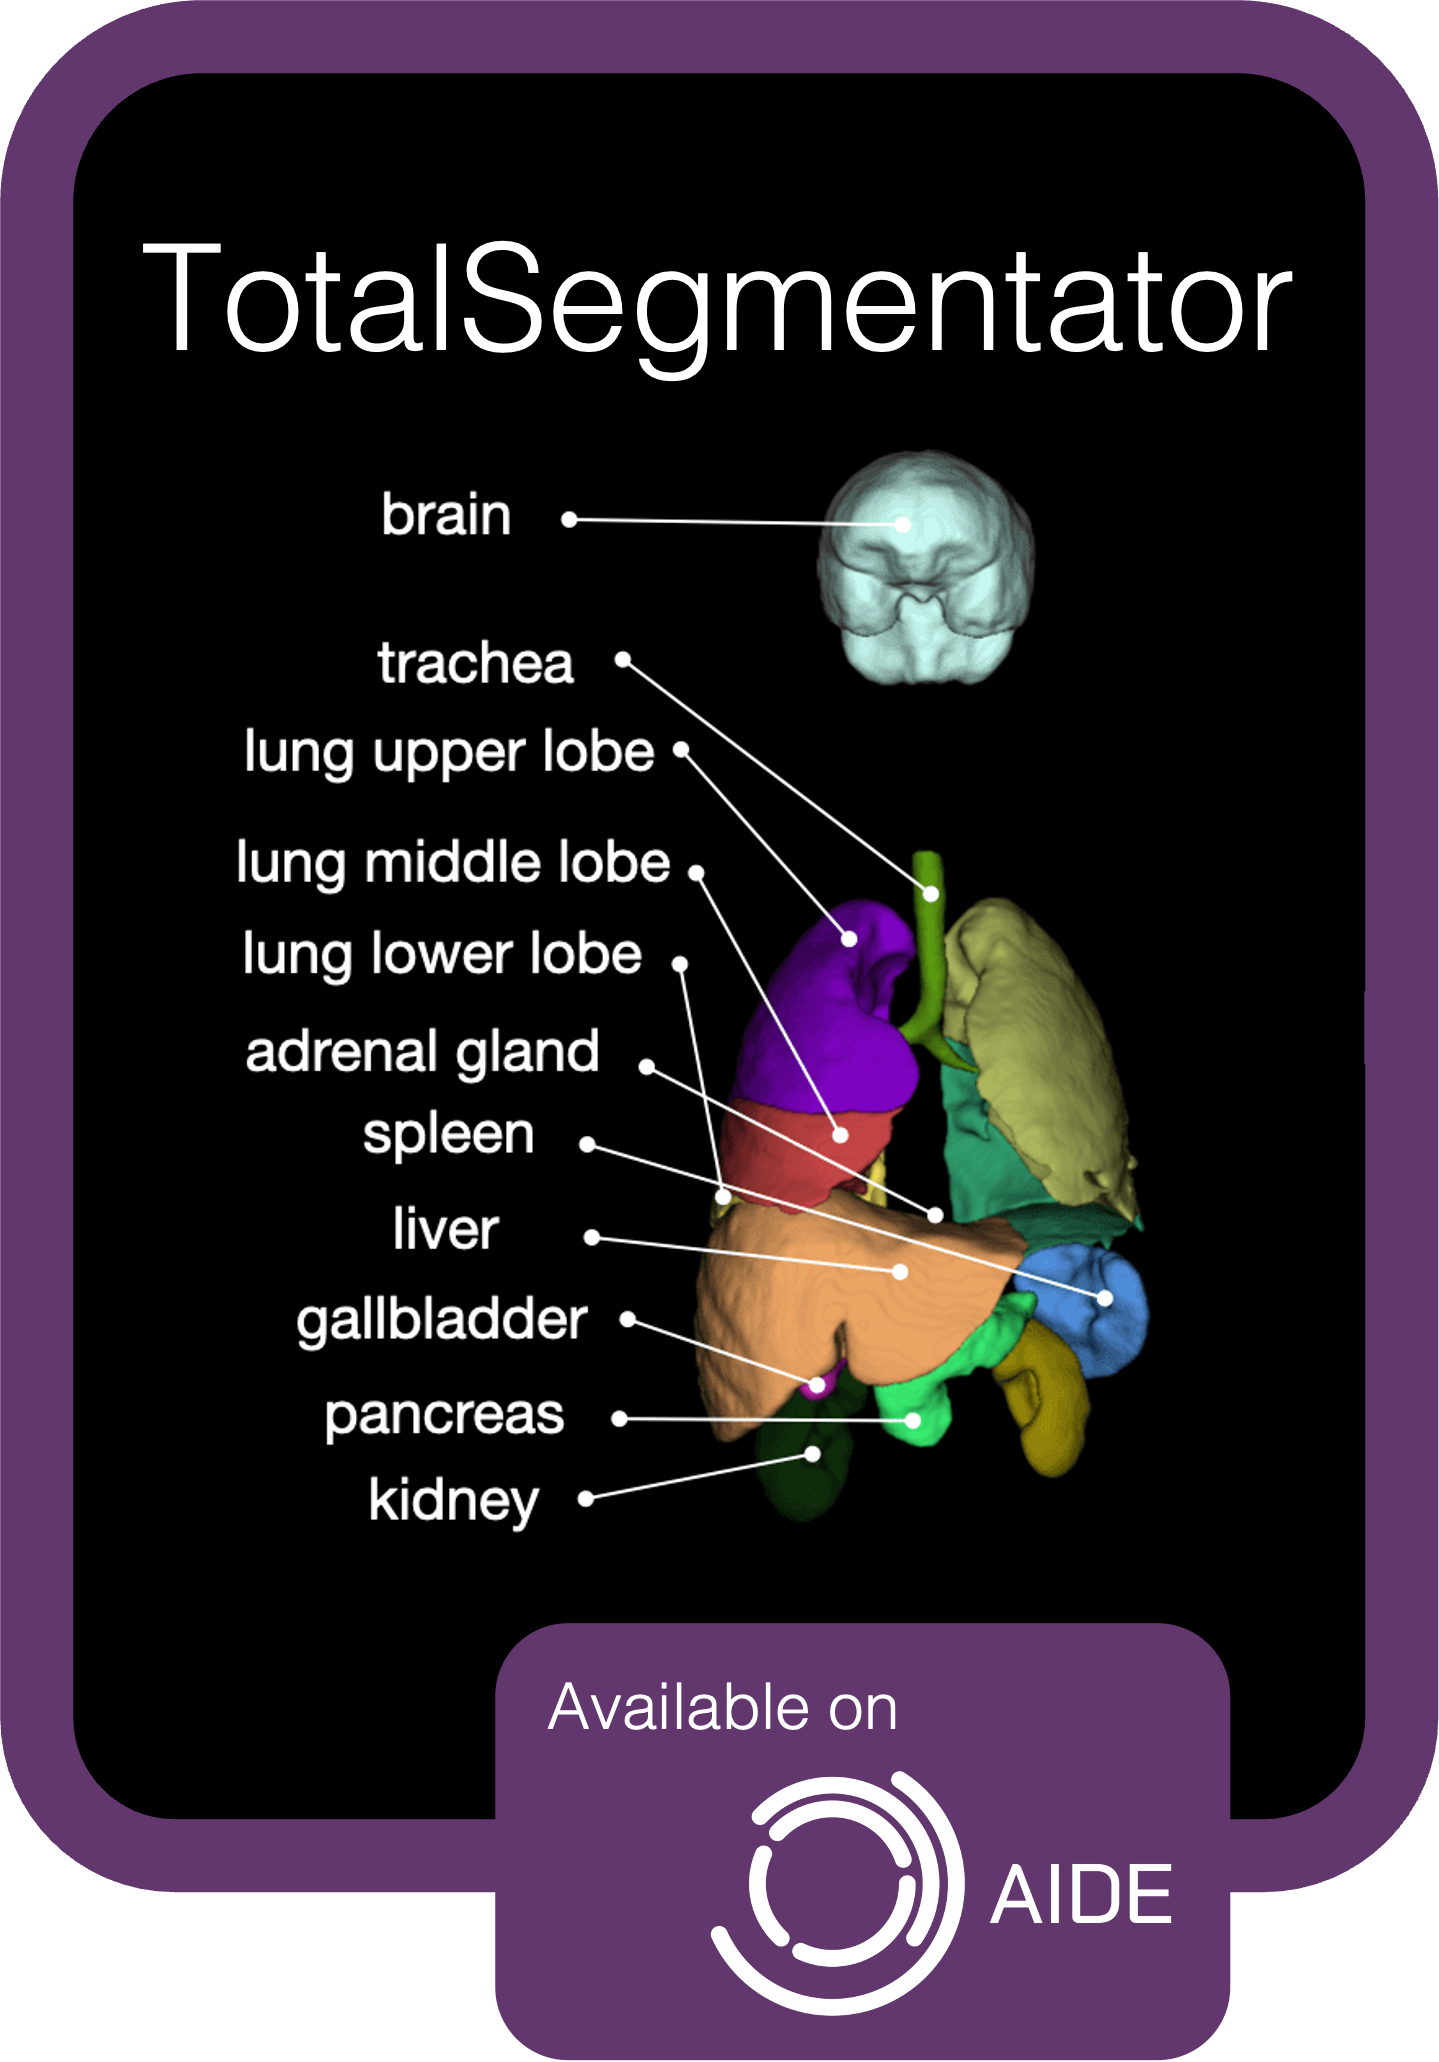 TotalSegmentator
brain
trachea
lung upper lobe
lung middle lobe
lung lower lobe
adrenal gland
spleen
liver
gallbladder
pancreas
kidney
Available on
AIDE